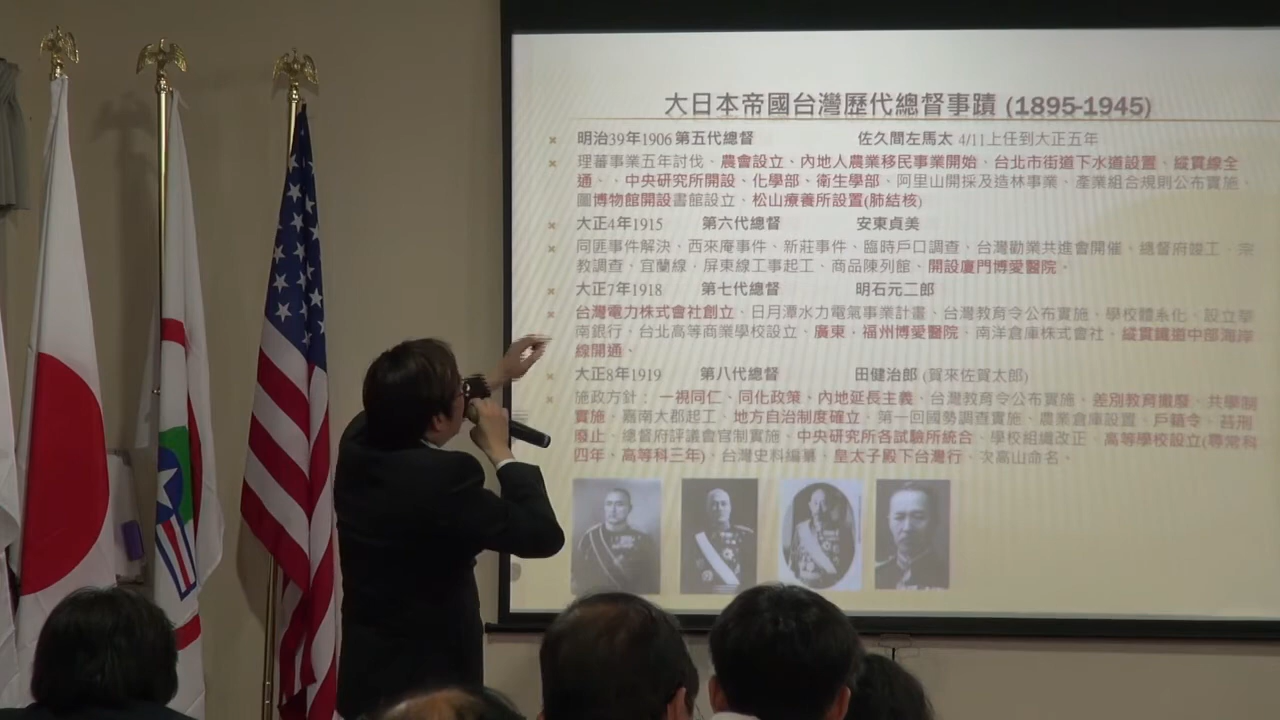 大日本帝國台灣歷代總督事蹟 (1895-1945)
明治39年1906 第五代總督 佐久間左馬太 4/11上任到大正五年
理蕃事業五年討伐、農會設立、內地人農業移民事業開始、台北市街道下水道設置、縱貫線全
通、、中央研究所開設、化學部、衛生學部、阿里山開採及造林事業、產業組合規則公布實施、
圖博物館開設書館設立、松山療養所設置(肺結核)
大正4年1915 第六代總督 安東貞美
同匪事件解決、西來庵事件、新莊事件、臨時戶口調查、台灣勸業共進會開催、總督府竣工、宗
教調查、宜蘭線，屏東線工事起工、商品陳列館、開設廈門博愛醫院。
大正7年1918 第七代總督 明石元二郎
台灣電力株式會社創立、日月潭水力電氣事業計畫、台灣教育令公布實施、學校體系化、設立華
南銀行，台北高等商業學校設立、廣東，福州博愛醫院、南洋倉庫株式會社、縱貫鐵道中部海岸
線開通、
大正8年1919 第八代總督 田健治郎 (賀來佐賀太郎)
施政方針： 一視同仁、同化政策、內地延長主義、台灣教育令公布實施、差別教育撤廢、共學制
實施、嘉南大郡起工、地方自治制度確立、第一回國勢調查實施、農業倉庫設置、戶籍令、笞刑
廢止、總督府評議會官制實施、中央研究所各試驗所統合、學校組織改正、高等學校設立(尋常科
四年、高等科三年)、台灣史料編纂、皇太子殿下台灣行、次高山命名。